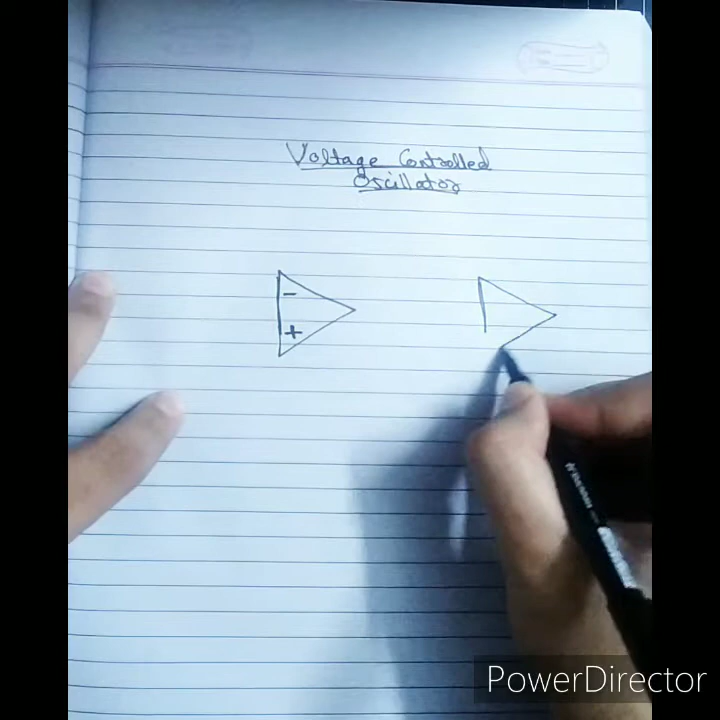 Voltage Controlled
Oscillator
-
+
PowerDirector